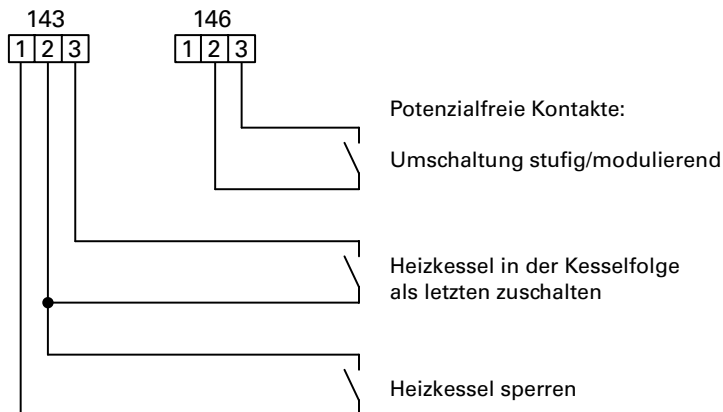 143
146
1 2 3
1 2 3
Potenzialfreie Kontakte:
Umschaltung stufig/modulierend
Heizkessel in der Kesselfolge
als letzten zuschalten
Heizkessel sperren